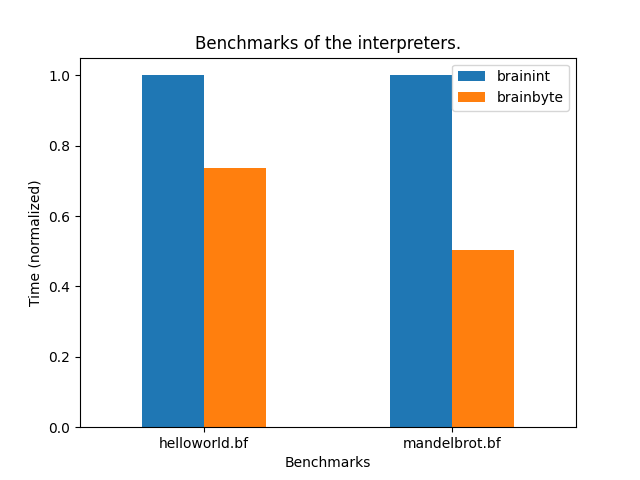 Benchmarks of the interpreters.
brainint
brainbyte
Time (normalized)
1.0
0.8
0.6
0.4
0.2
0.0
helloworld.bf
mandelbrot.bf
Benchmarks